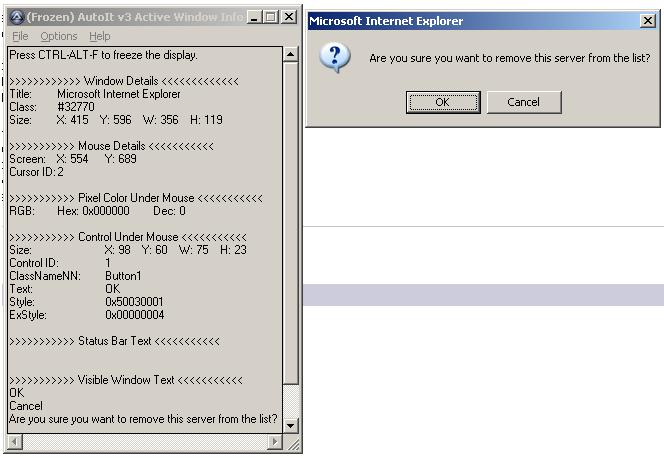 (Frozen) AutoIt v3 Active Window Info
File Options Help
Press CTRL-ALT-F to freeze the display.
>>>>>>>>>>>> Window Details <<<<<<<<<<<<<
Title: Microsoft Internet Explorer
Class: #32770
Size: X: 415 Y: 596 W: 356 H: 119
>>>>>>>>>>> Mouse Details <<<<<<<<<<<
Screen: X: 554 Y: 689
Cursor ID: 2
>>>>>>>>>>> Pixel Color Under Mouse <<<<<<<<<<<
RGB: Hex: 0x000000 Dec: 0
>>>>>>>>>>> Control Under Mouse <<<<<<<<<<<
Size: X: 98 Y: 60 W: 75 H: 23
Control ID: 1
ClassNameNN: Button1
Text: OK
Style: 0x50030001
ExStyle: 0x00000004
>>>>>>>>>>> Status Bar Text <<<<<<<<<<<
>>>>>>>>>>> Visible Window Text <<<<<<<<<<<
OK
Cancel
Are you sure you want to remove this server from the list?
Microsoft Internet Explorer
Are you sure you want to remove this server from the list?
OK Cancel